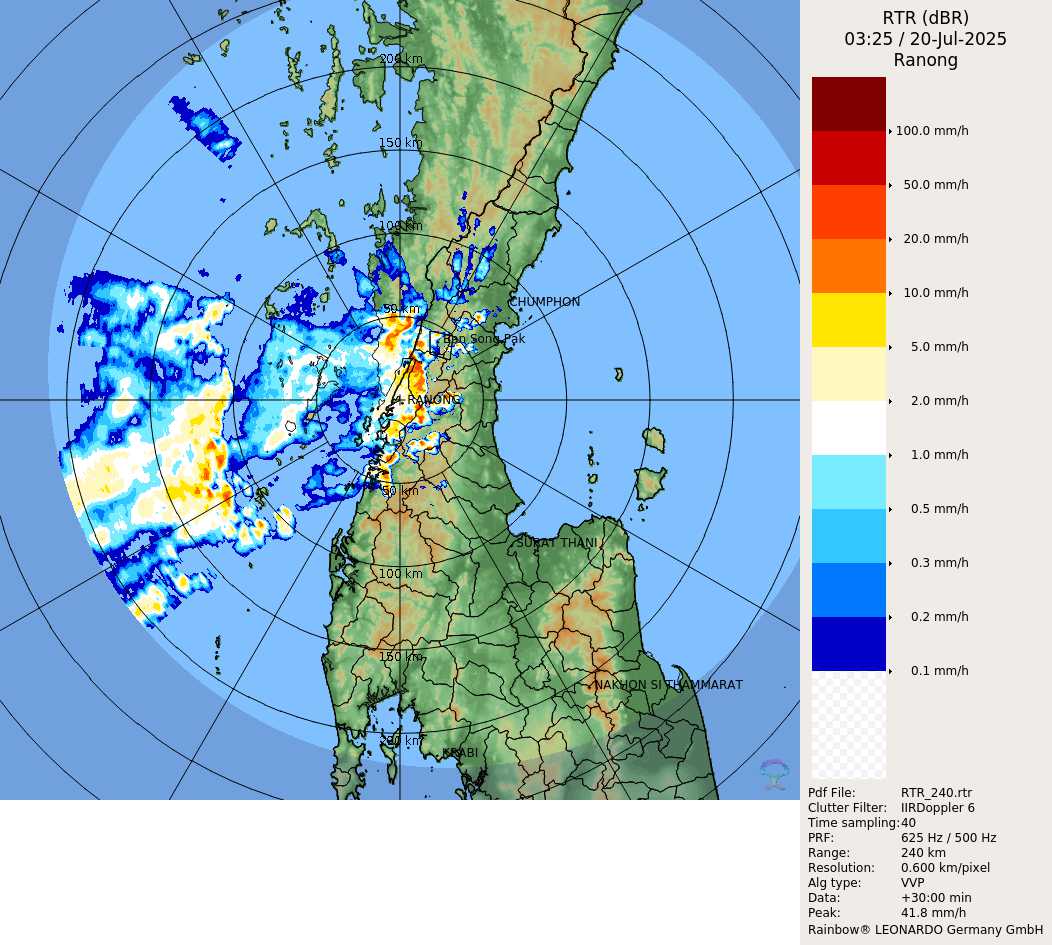 RTR (dBR)
03:25 / 20-Jul-2025
Ranong
100.0 mm/h
50.0 mm/h
20.0 mm/h
10.0 mm/h
5.0 mm/h
2.0 mm/h
1.0 mm/h
0.5 mm/h
0.3 mm/h
0.2 mm/h
0.1 mm/h
200 km
150 km
100 km
50 km
CHUMPHON
Ban Song Pak
RANONG
50 km
SURAT THANI
100 km
150 km
NAKHON SI THAMMARAT
200 km
KRABI
Pdf File: RTR_240.rtr
Clutter Filter: IIRDoppler 6
Time sampling: 40
PRF: 625 Hz / 500 Hz
Range: 240 km
Resolution: 0.600 km/pixel
Alg type: VVP
Data: +30:00 min
Peak: 41.8 mm/h
Rainbow® LEONARDO Germany GmbH